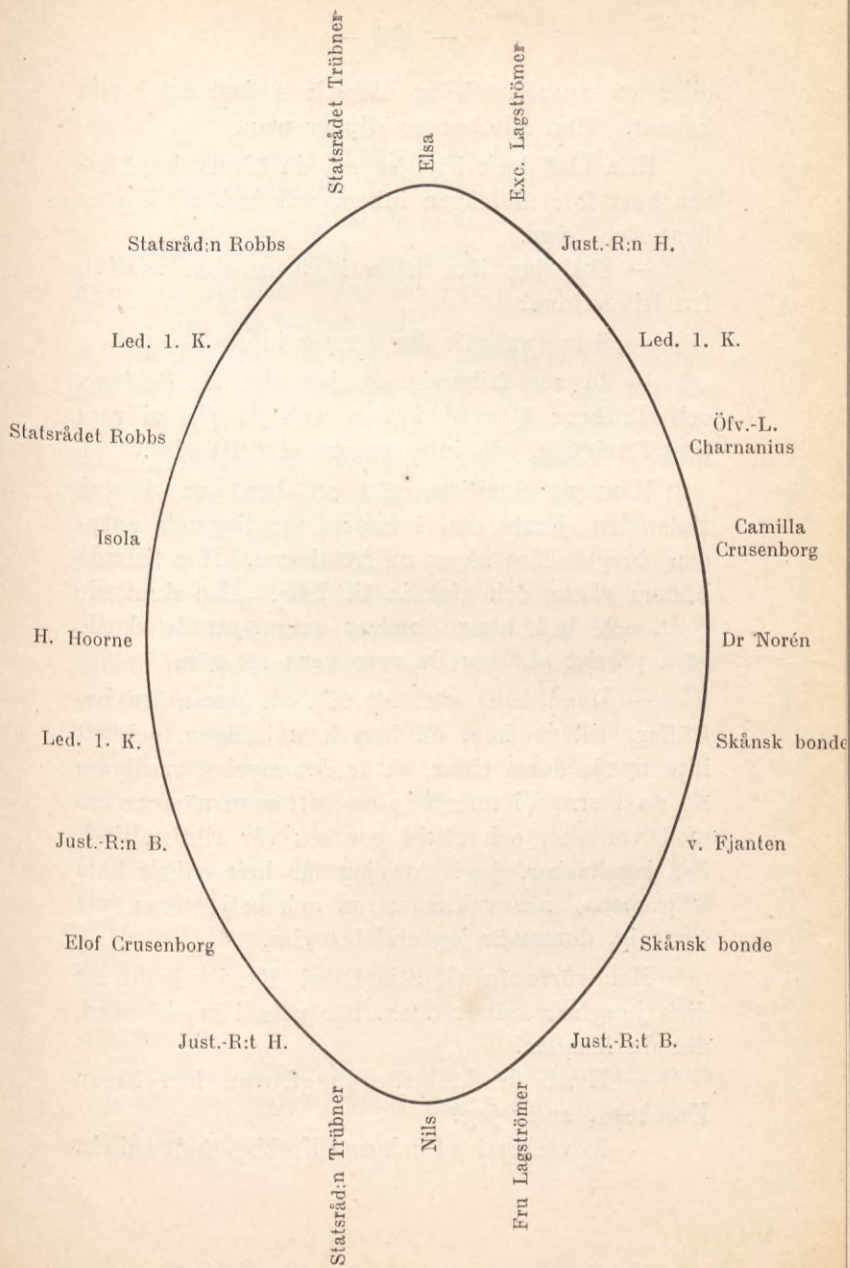 Statsrådet Trübner
Elsa
Exc. Lagströmer
Statsråd:n Robbs
Just.-R:n H.
Led. 1. K.
Led. 1. K.
Statsrådet Robbs
Öfv.-L.
Charnanius
Isola
Camilla
Crusenborg
H. Hoorne
Dr Norén
Led. 1. K.
Skånsk bonde
Just.-R:n B.
v. Fjanten
Elof Crusenborg
Skånsk bonde
Just.-R:t H.
Just.-R:t B.
Statsråd:n Trübner
Nils
Fru Lagströmer